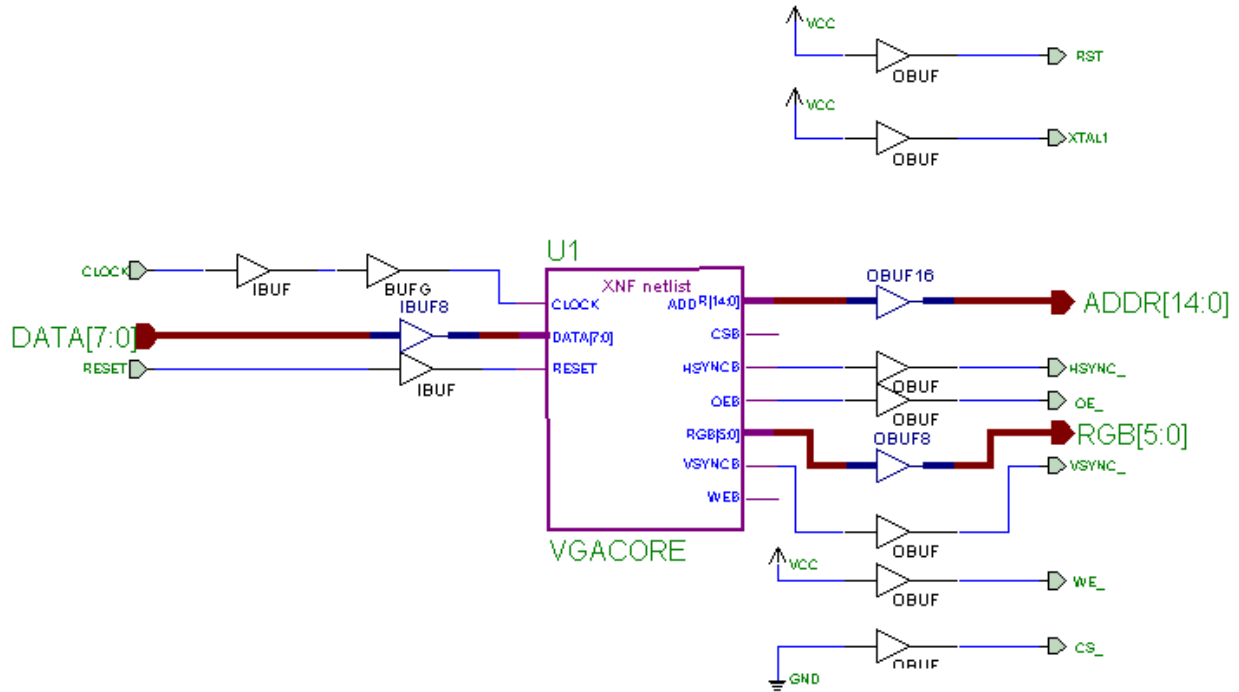 VCC
OBUF
RST
VCC
OBUF
XTAL1
U1
CLOCK
IBUF
BUFG
XNF netlist
OBUF16
CLOCK
ADDR[14:0]
ADDR[14:0]
IBUF8
DATA[7:0]
DATA[7:0]
CSB
RESET
IBUF
RESET
HSYNCB
OBUF
HSYNC_
OEB
OBUF
OE_
RGB[5:0]
OBUF8
RGB[5:0]
VSYNCB
VSYNC_
WEB
OBUF
VGACORE
VCC
OBUF
WE_
OBUF
CS_
GND